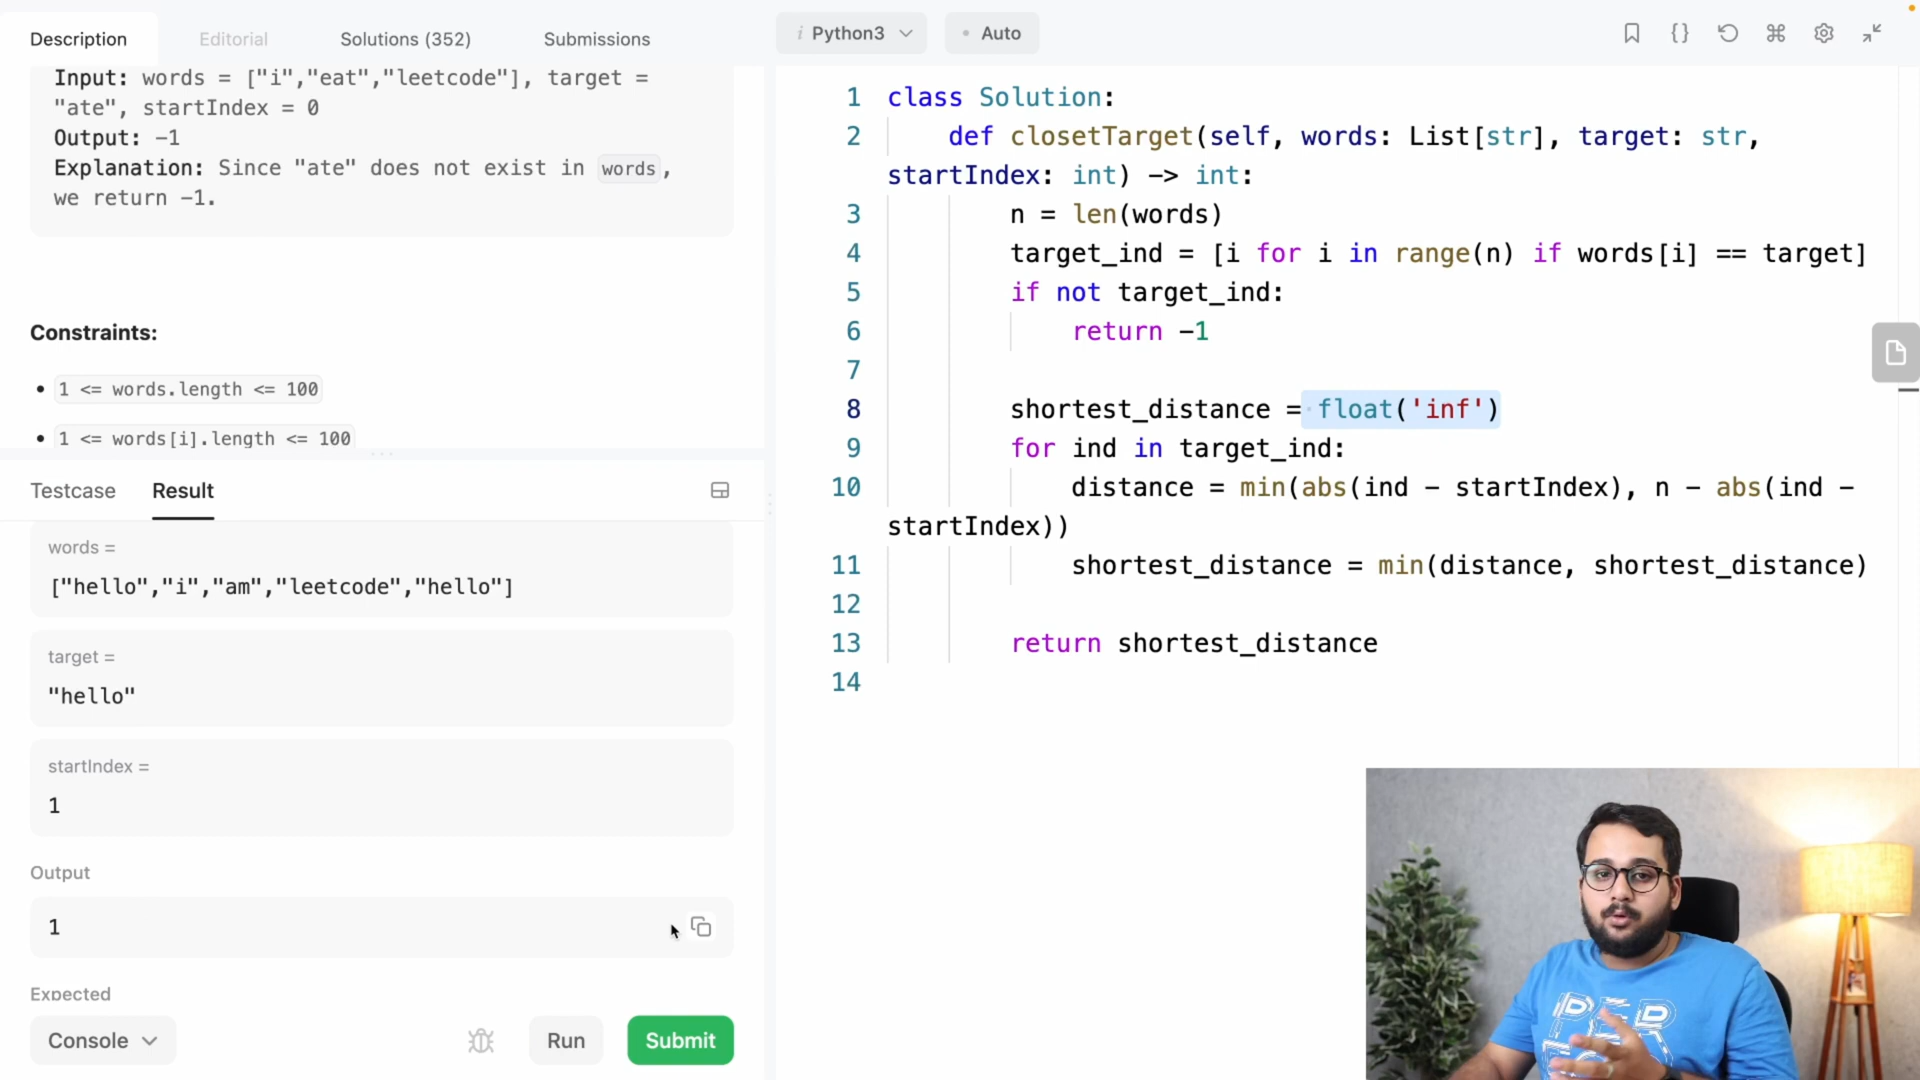 Description
Editorial
Solutions (352)
Submissions
Input: words = ["i","eat","leetcode"], target =
"ate", startIndex = 0
Output: -1
Explanation: Since "ate" does not exist in words,
we return -1.
Constraints:
• 1 <= words.length <= 100
• 1 <= words[i].length <= 100
Testcase
Result
words =
["hello","i","am","leetcode","hello"]
target =
"hello"
startIndex =
1
Output
1
Expected
Console
Run
Submit
i Python3
• Auto
1 class Solution:
2 def closetTarget(self, words: List[str], target: str,
startIndex: int) -> int:
3 n = len(words)
4 target_ind = [i for i in range(n) if words[i] == target]
5 if not target_ind:
6 return -1
7
8 shortest_distance = float('inf')
9 for ind in target_ind:
10 distance = min(abs(ind - startIndex), n - abs(ind -
startIndex))
11 shortest_distance = min(distance, shortest_distance)
12
13 return shortest_distance
14